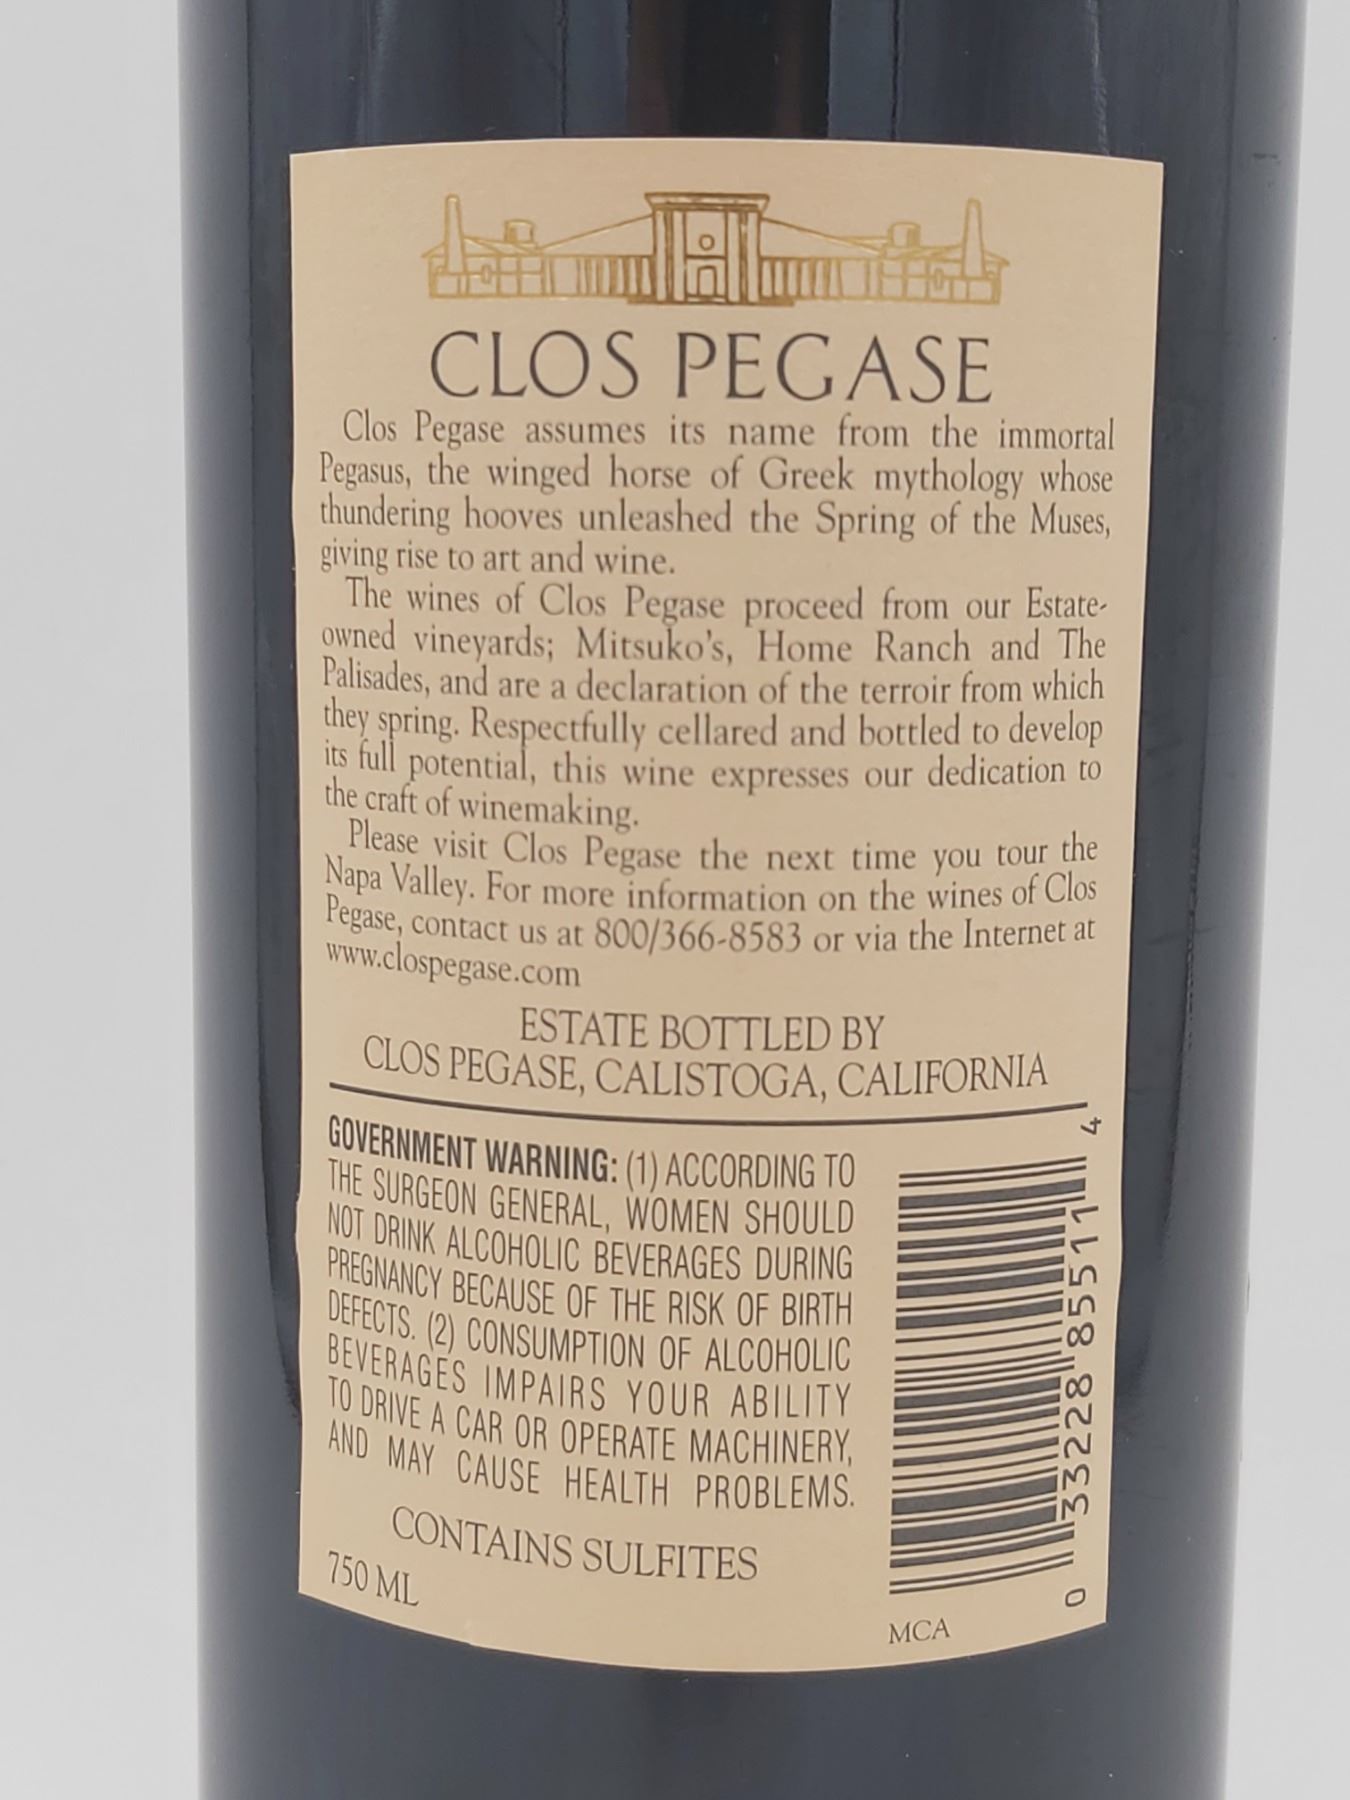 CLOS PEGASE
Clos Pegase assumes its name from the immortal
Pegasus, the winged horse of Greek mythology whose
thundering hooves unleashed the Spring of the Muses,
giving rise to art and wine.
The wines of Clos Pegase proceed from our Estate-
owned vineyards; Mitsuko's, Home Ranch and The
Palisades, and are a declaration of the terroir from which
they spring. Respectfully cellared and bottled to develop
its full potential, this wine expresses our dedication to
the craft of winemaking.
Please visit Clos Pegase the next time you tour the
Napa Valley. For more information on the wines of Clos
Pegase, contact us at 800/366-8583 or via the Internet at
www.clospegase.com
ESTATE BOTTLED BY
CLOS PEGASE, CALISTOGA, CALIFORNIA
GOVERNMENT WARNING: (1) ACCORDING TO
THE SURGEON GENERAL, WOMEN SHOULD
NOT DRINK ALCOHOLIC BEVERAGES DURING
PREGNANCY BECAUSE OF THE RISK OF BIRTH
DEFECTS. (2) CONSUMPTION OF ALCOHOLIC
BEVERAGES IMPAIRS YOUR ABILITY
TO DRIVE A CAR OR OPERATE MACHINERY,
AND MAY CAUSE HEALTH PROBLEMS.
CONTAINS SULFITES
750 ML
0 33228 85511 4
MCA